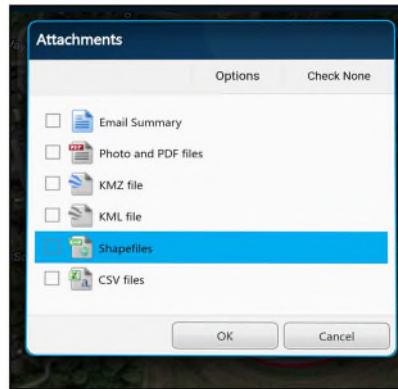 Attachments
Options Check None
Email Summary
Photo and PDF files
KMZ file
KML file
Shapefiles
CSV files
OK Cancel